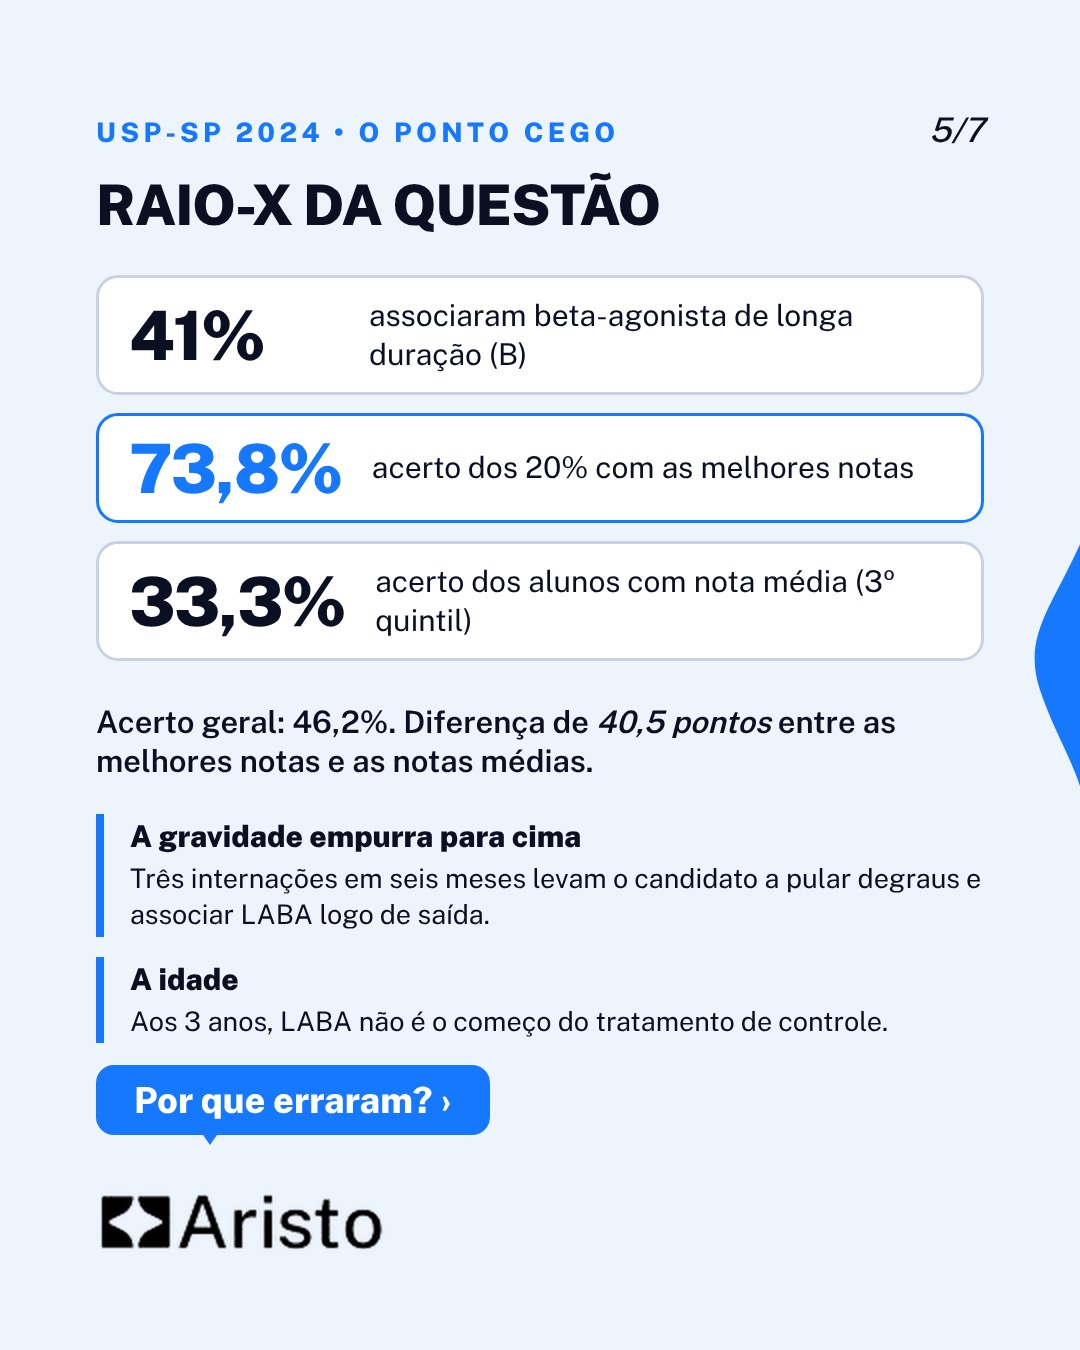 USP-SP 2024 • O PONTO CEGO
5/7
RAIO-X DA QUESTÃO
41%
associaram beta-agonista de longa
duração (B)
73,8%
acerto dos 20% com as melhores notas
33,3%
acerto dos alunos com nota média (3º
quintil)
Acerto geral: 46,2%. Diferença de 40,5 pontos entre as
melhores notas e as notas médias.
A gravidade empurra para cima
Três internações em seis meses levam o candidato a pular degraus e
associar LABA logo de saída.
A idade
Aos 3 anos, LABA não é o começo do tratamento de controle.
Por que erraram? ›
Aristo